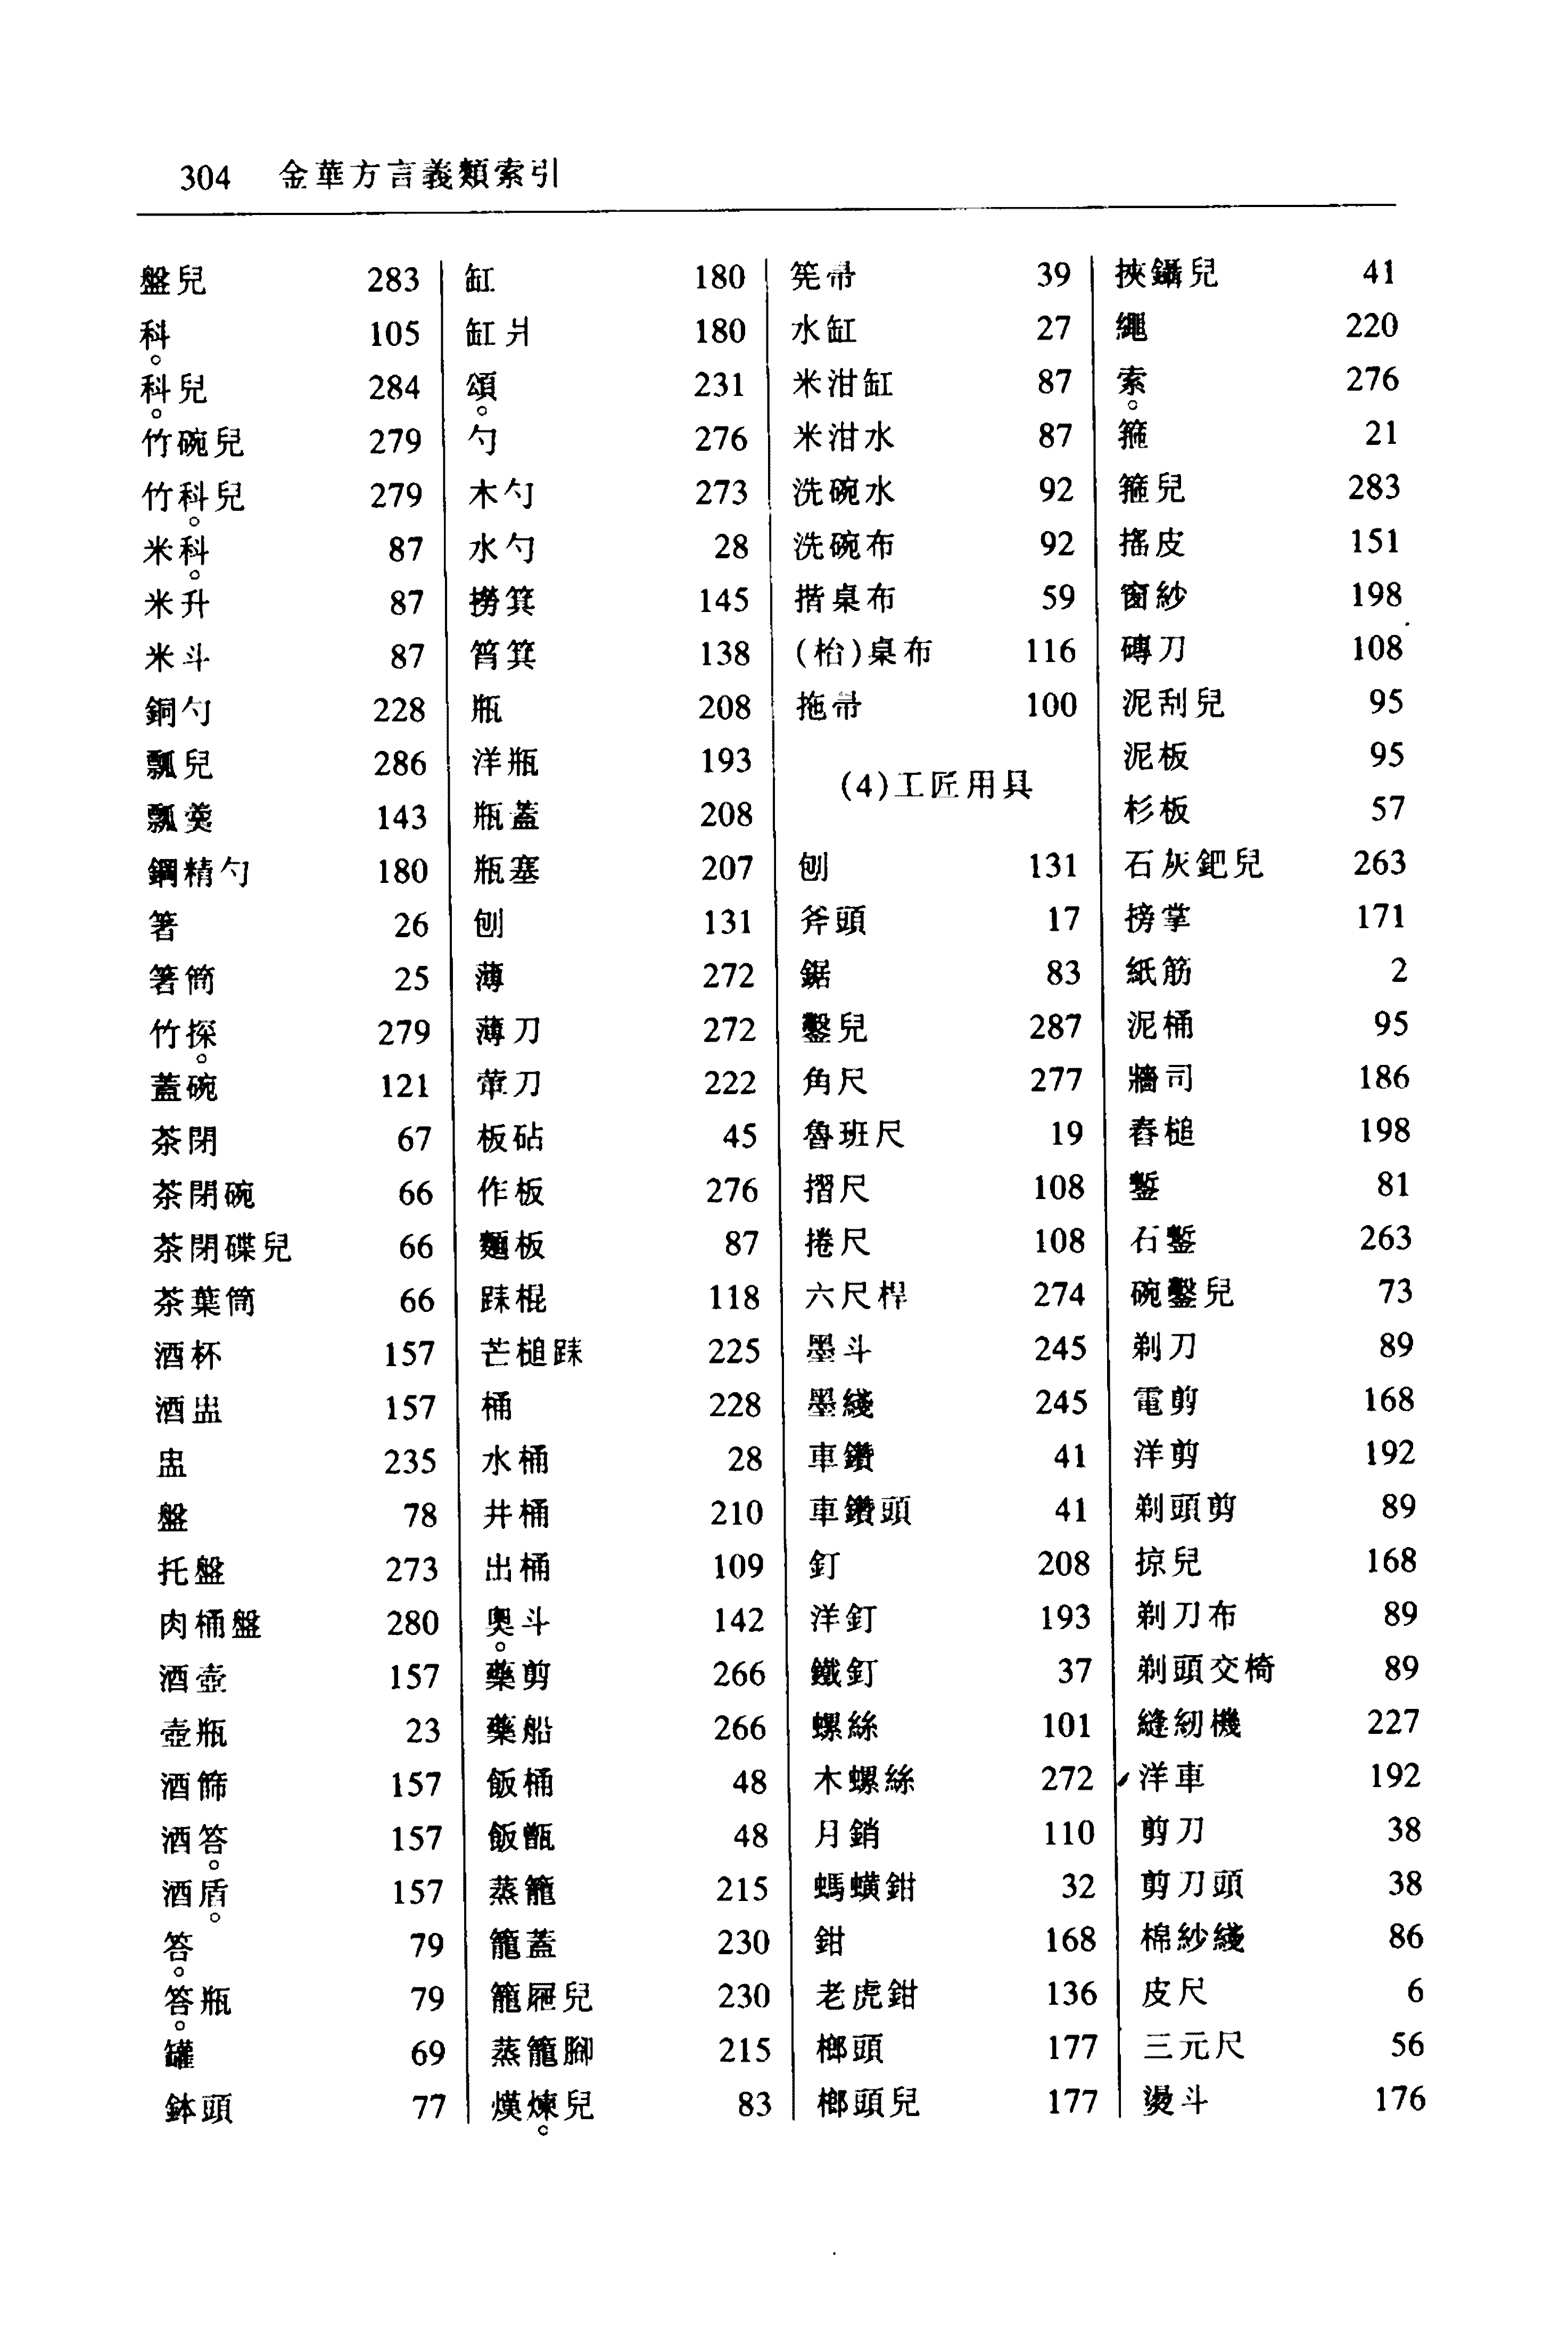 304 金華方言義類索引
盤兒 283
科。 105
科。兒 284
竹碗兒 279
竹科。兒 279
米科。 87
米升 87
米斗 87
銅勺 228
瓢兒 286
瓢羹 143
鋼精勺 180
箸 26
箸筒 25
竹探。 279
蓋碗 121
茶閉 67
茶閉碗 66
茶閉碟兒 66
茶葉筒 66
酒杯 157
酒盅 157
盅 235
盤 78
托盤 273
肉桶盤 280
酒壺 157
壺瓶 23
酒篩 157
酒答。 157
酒盾。 157
答。 79
答。瓶 79
罐 69
鉢頭 77
缸 180
缸爿 180
頌。 231
勺 276
木勺 273
水勺 28
撈箕 145
筲箕 138
瓶 208
洋瓶 193
瓶蓋 208
瓶塞 207
刨 131
薄 272
薄刀 272
葷刀 222
板砧 45
作板 276
麵板 87
棍 118
芒槌 225
桶 228
水桶 28
井桶 210
出桶 109
奧。斗 142
藥剪 266
藥船 266
飯桶 48
飯甑 48
蒸籠 215
籠蓋 230
籠屜兒 230
蒸籠腳 215
熯煉。兒 83
筅帚 39
水缸 27
米泔缸 87
米泔水 87
洗碗水 92
洗碗布 92
揩桌布 59
(枱)桌布 116
拖帚 100
(4)工匠用具
刨 131
斧頭 17
鋸 83
鑿兒 287
角尺 277
魯班尺 19
摺尺 108
捲尺 108
六尺桿 274
墨斗 245
墨綫 245
車鑽 41
車鑽頭 41
釘 208
洋釘 193
鐵釘 37
螺絲 101
木螺絲 272
月銷 110
螞蟥鉗 32
鉗 168
老虎鉗 136
榔頭 177
榔頭兒 177
挾鑷兒 41
繩 220
索。 276
箍 21
箍兒 283
搖皮 151
窗紗 198
磚刀 108
泥刮兒 95
泥板 95
杉板 57
石灰鈀兒 263
搒掌 171
紙筋 2
泥桶 95
牆司 186
舂槌 198
鏨 81
石鏨 263
碗鑿兒 73
剃刀 89
電剪 168
洋剪 192
剃頭剪 89
掠兒 168
剃刀布 89
剃頭交椅 89
縫紉機 227
洋車 192
剪刀 38
剪刀頭 38
棉紗綫 86
皮尺 6
三元尺 56
燙斗 176